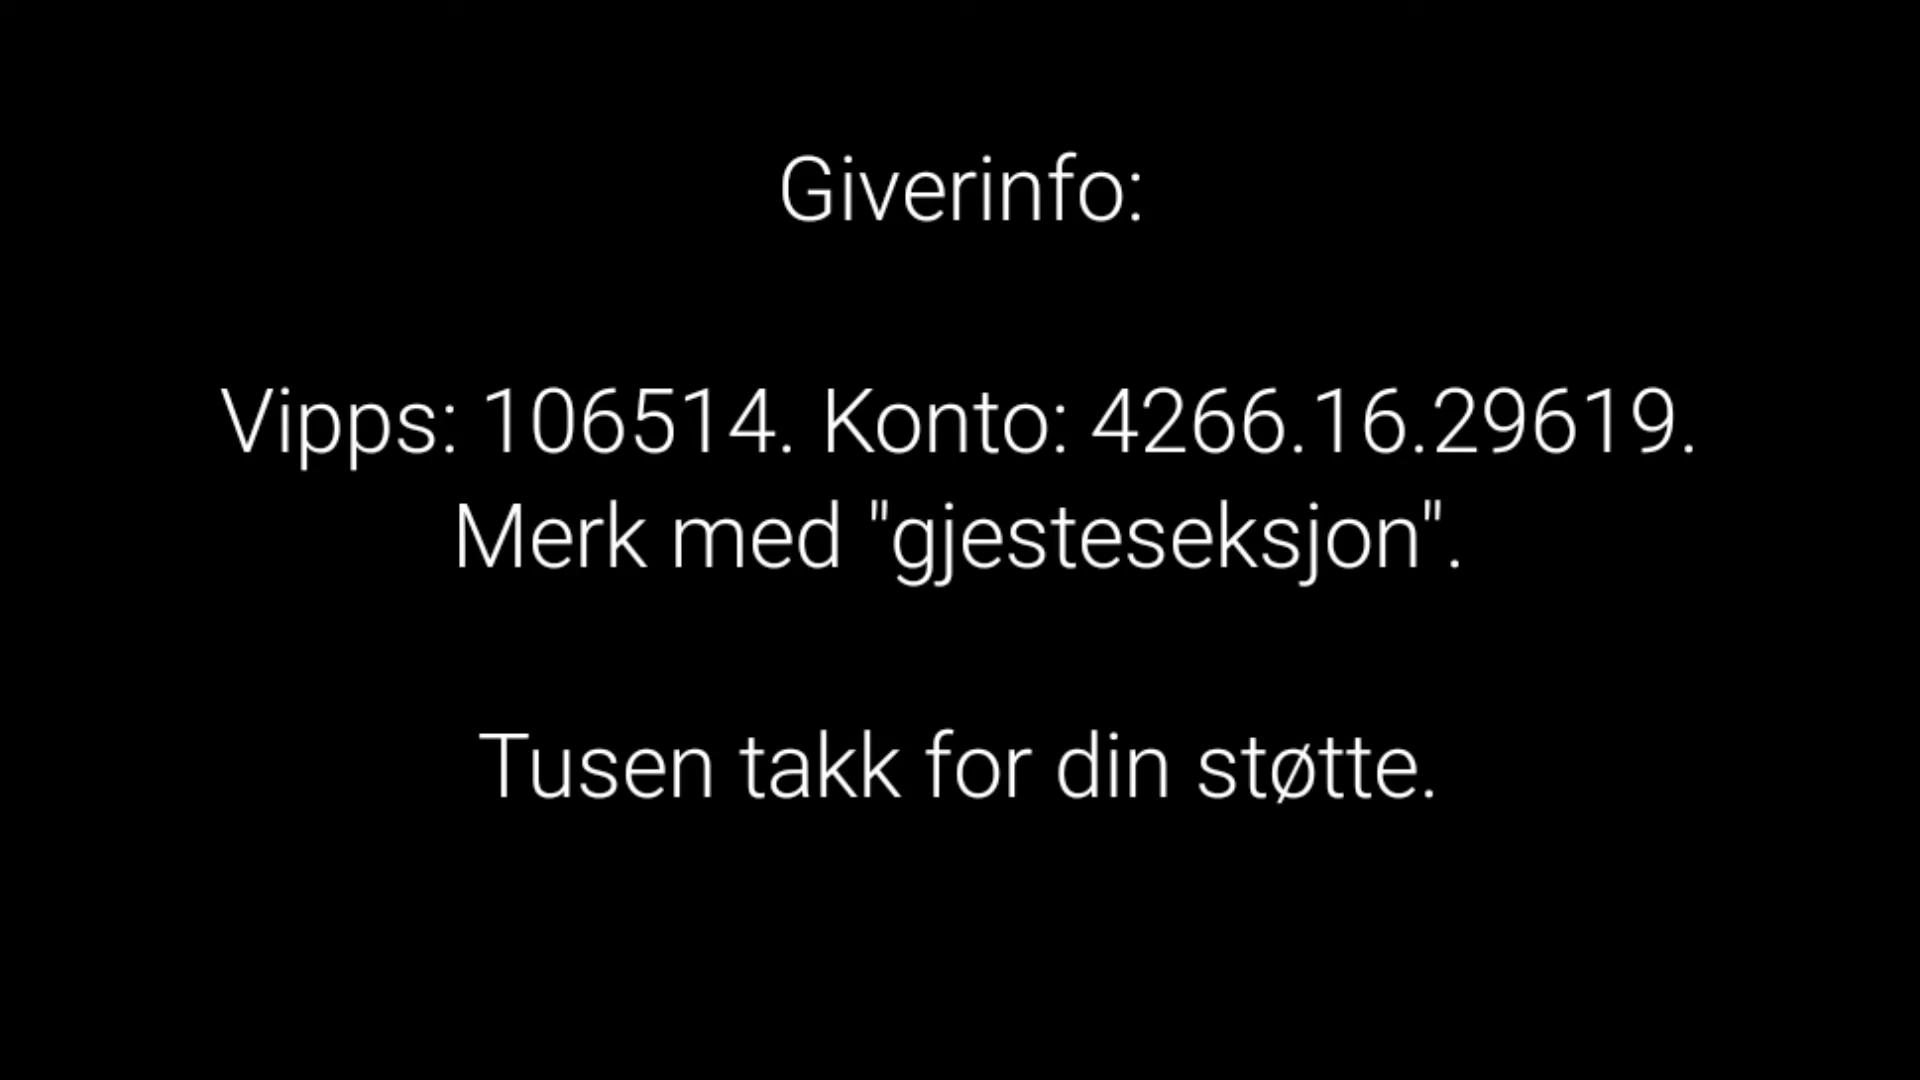 Giverinfo:
Vipps: 106514. Konto: 4266.16.29619.
Merk med "gjesteseksjon".
Tusen takk for din støtte.